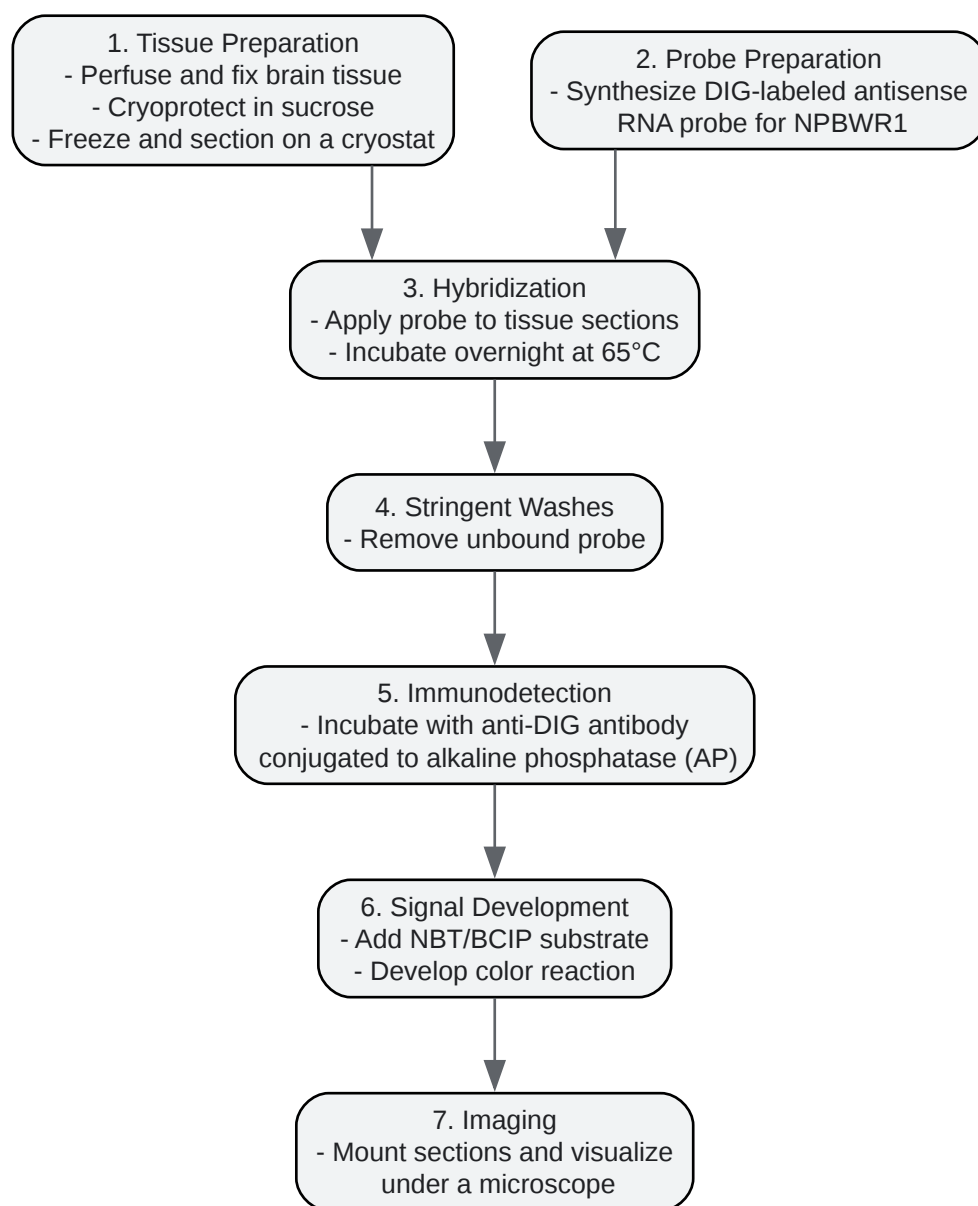 1. Tissue Preparation
- Perfuse and fix brain tissue
- Cryoprotect in sucrose
- Freeze and section on a cryostat
2. Probe Preparation
- Synthesize DIG-labeled antisense
RNA probe for NPBWR1
3. Hybridization
- Apply probe to tissue sections
- Incubate overnight at 65°C
4. Stringent Washes
- Remove unbound probe
5. Immunodetection
- Incubate with anti-DIG antibody
conjugated to alkaline phosphatase (AP)
6. Signal Development
- Add NBT/BCIP substrate
- Develop color reaction
7. Imaging
- Mount sections and visualize
under a microscope